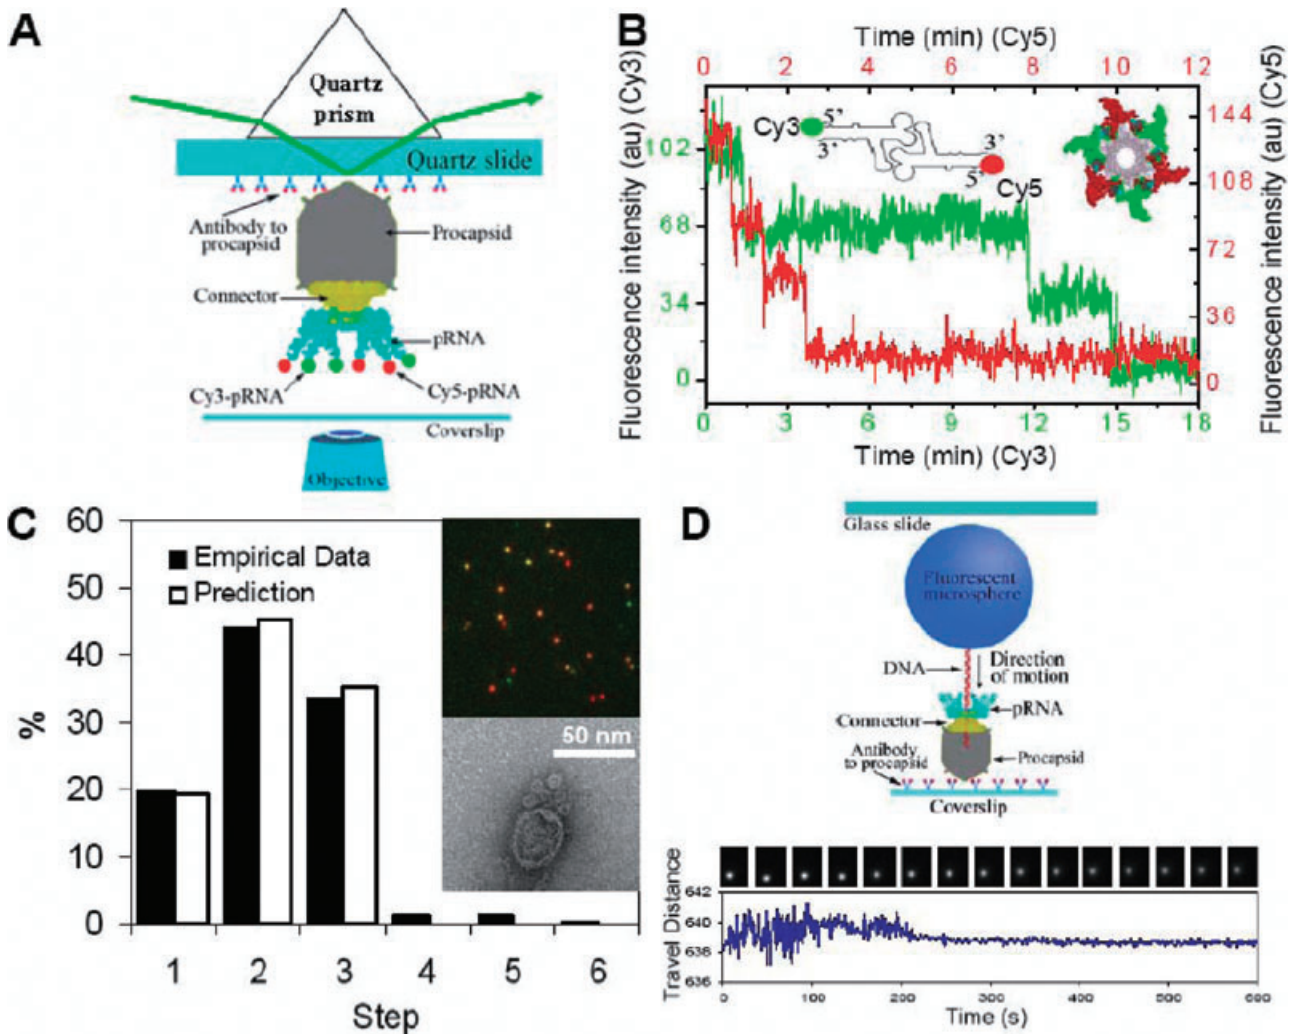 A
Quartz
prism
Quartz slide
Antibody to
procapsid
Procapsid
Connector
pRNA
Cy3-pRNA
Cy5-pRNA
Coverslip
Objective
B
Time (min) (Cy5)
0 2 4 6 8 10 12
Fluorescence intensity (au) (Cy3)
102
68
34
0
Cy3
5'
3'
3'
5'
Cy5
144
108
72
36
0
Fluorescence intensity (au) (Cy5)
0 3 6 9 12 15 18
Time (min) (Cy3)
C
60
50
40
30
20
10
0
%
Empirical Data
Prediction
50 nm
1 2 3 4 5 6
Step
D
Glass slide
Fluorescent
microsphere
DNA
Direction
of motion
pRNA
Connector
Antibody
to procapsid
Procapsid
Coverslip
Travel Distance
642
640
638
636
0 100 200 300 400 500 600
Time (s)